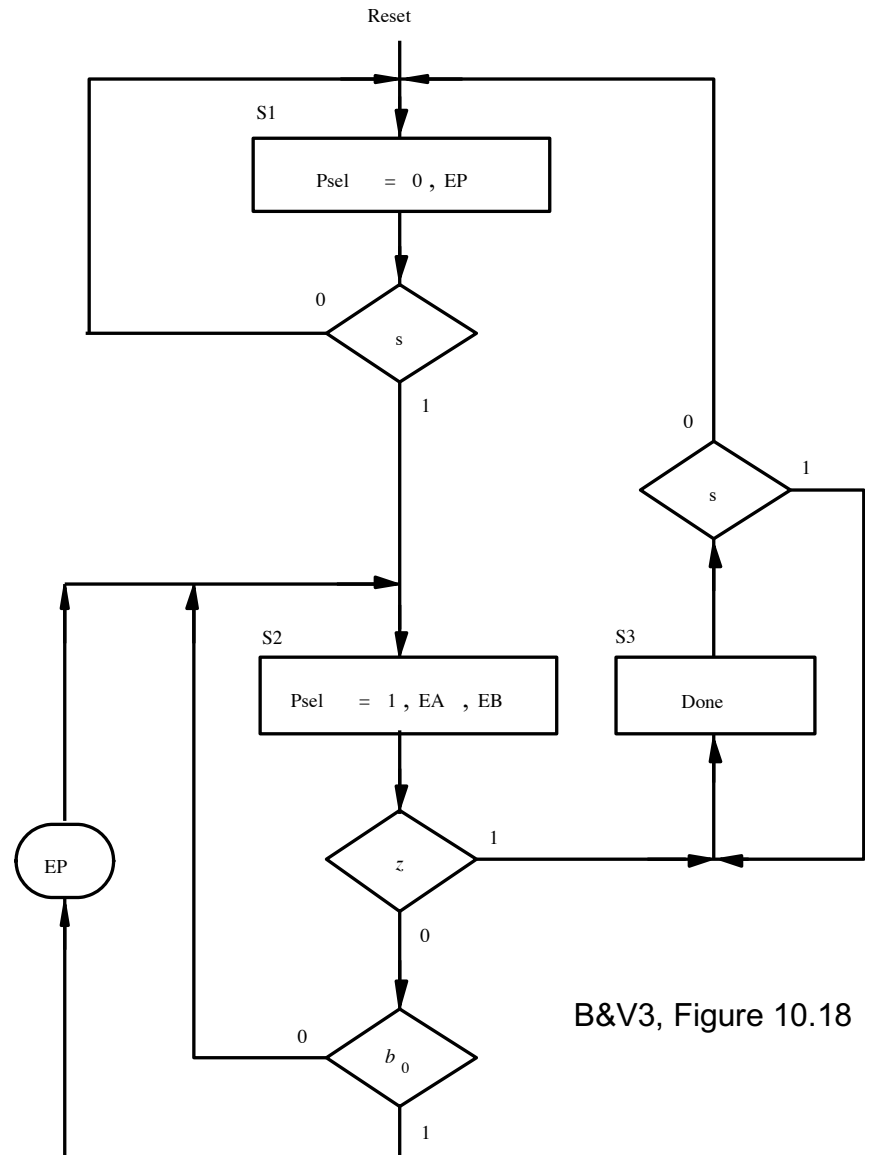 Reset
S1
Psel = 0 , EP
0
s
1
0
s
1
S2
Psel = 1 , EA , EB
S3
Done
z
1
0
EP
0
b 0
1
B&V3, Figure 10.18